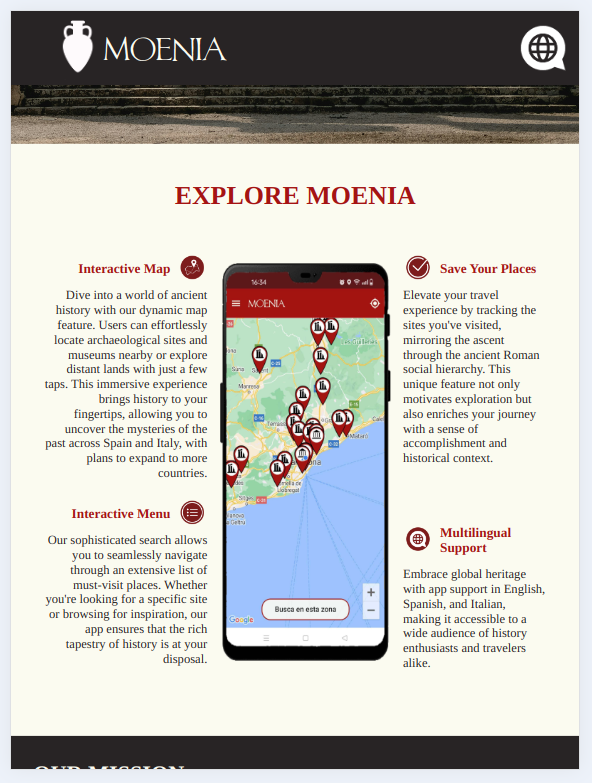 MOENIA
EXPLORE MOENIA
Interactive Map
Dive into a world of ancient
history with our dynamic map
feature. Users can effortlessly
locate archaeological sites and
museums nearby or explore
distant lands with just a few
taps. This immersive experience
brings history to your
fingertips, allowing you to
uncover the mysteries of the
past across Spain and Italy, with
plans to expand to more
countries.
Interactive Menu
Our sophisticated search allows
you to seamlessly navigate
through an extensive list of
must-visit places. Whether
you're looking for a specific site
or browsing for inspiration, our
app ensures that the rich
tapestry of history is at your
disposal.
16:34
MOENIA
Les Guilleries
Manresa
Mataró
Busca en esta zona
+
−
Google
Save Your Places
Elevate your travel
experience by tracking the
sites you've visited,
mirroring the ascent
through the ancient Roman
social hierarchy. This
unique feature not only
motivates exploration but
also enriches your journey
with a sense of
accomplishment and
historical context.
Multilingual
Support
Embrace global heritage
with app support in English,
Spanish, and Italian,
making it accessible to a
wide audience of history
enthusiasts and travelers
alike.
OUR MISSION